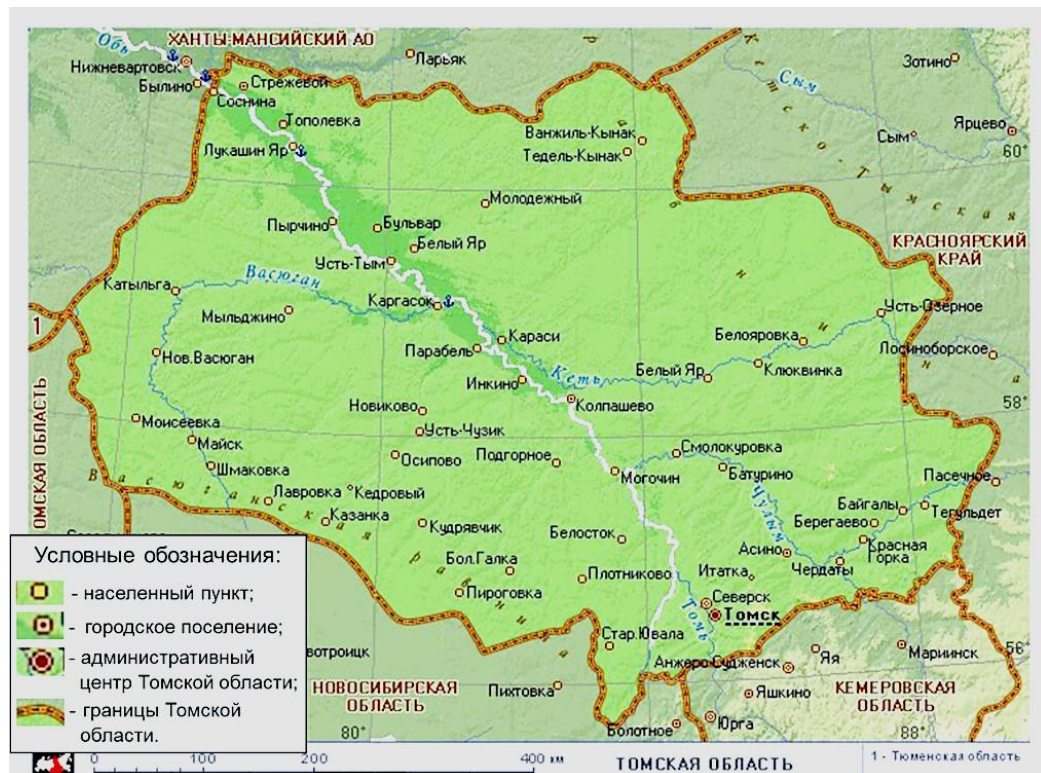 ХАНТЫ-МАНСИЙСКИЙ АО
Обь
Нижневартовск
Былино
Соснина
Стрежевой
Ларьяк
Зотино
Сым
Сым
Ярцево
60°
Тополевка
Лукашин Яр
Ванжиль-Кынак
Тедель-Кынак
Молодежный
Кетско-Тымская
равнина
КРАСНОЯРСКИЙ
КРАЙ
Пырчино
Бульвар
Белый Яр
Усть-Тым
Васюган
Катыльга
Каргасок
Мыльджино
Усть-Озерное
1
Караси
Белояровка
Лосиноборское
Нов.Васюган
Парабель
Кеть
Белый Яр
Клюквинка
Инкино
Колпашево
58°
ОМСКАЯ ОБЛАСТЬ
Новиково
Моисеевка
Усть-Чузик
Майск
Смолокуровка
Осипово
Подгорное
Шмаковка
Могочин
Батурино
Пасечное
Васюганская
равнина
Лавровка
Кедровый
Чулым
Байгалы
Тегульдет
Казанка
Кудрявчик
Берегаево
Белосток
Асино
Красная
Горка
Бол.Галка
Плотниково
Итатка
Чердаты
Пироговка
Северск
Томь
Томск
Стар.Ювала
56°
Анжеро-Судженск
Яя
Мариинск
НОВОСИБИРСКАЯ
ОБЛАСТЬ
Пихтовка
Яшкино
КЕМЕРОВСКАЯ
ОБЛАСТЬ
80°
Болотное
Юрга
88°
Условные обозначения:
- населенный пункт;
- городское поселение;
- административный
центр Томской области;
- границы Томской
области.
0 100 200 400 км
ТОМСКАЯ ОБЛАСТЬ
1 - Тюменская область